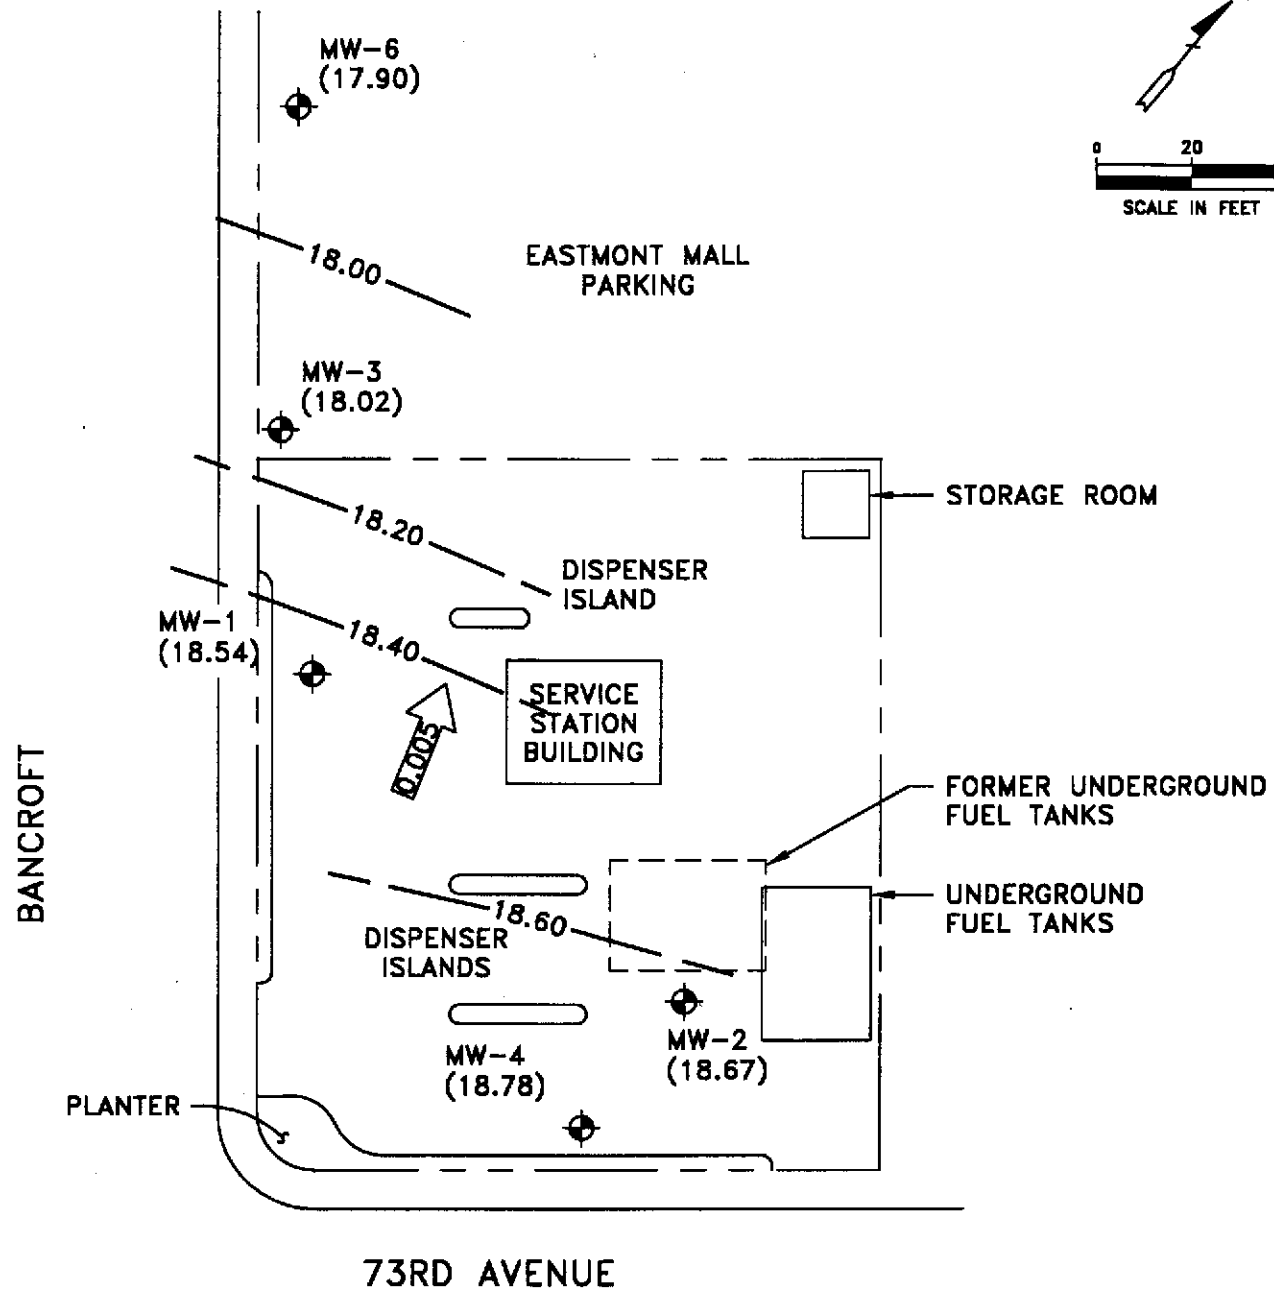 MW-6
(17.90)
0 20
SCALE IN FEET
18.00
EASTMONT MALL
PARKING
MW-3
(18.02)
STORAGE ROOM
18.20
DISPENSER
ISLAND
MW-1
(18.54)
18.40
SERVICE
STATION
BUILDING
0.005
BANCROFT
FORMER UNDERGROUND
FUEL TANKS
UNDERGROUND
FUEL TANKS
18.60
DISPENSER
ISLANDS
MW-2
(18.67)
MW-4
(18.78)
PLANTER
73RD AVENUE